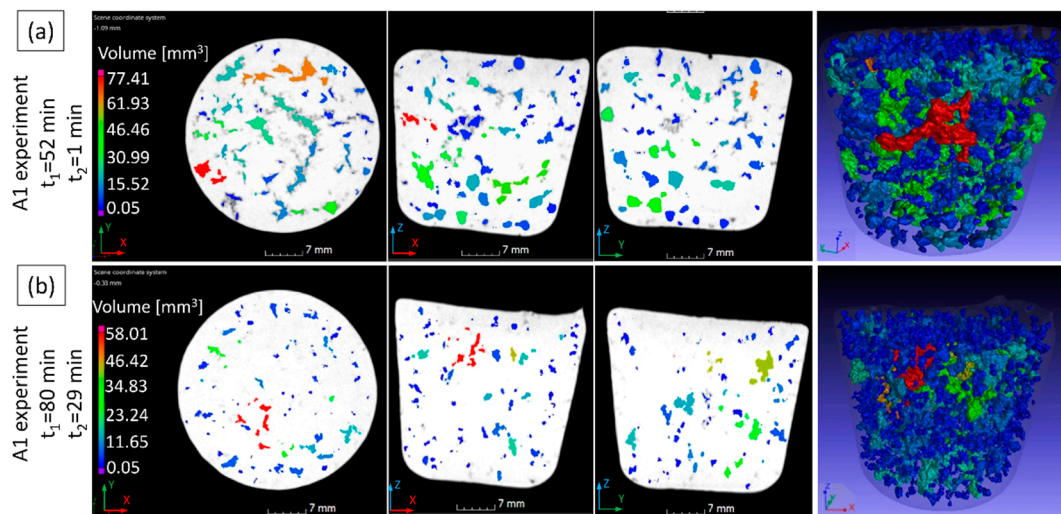 (a)
A1 experiment
t₁=52 min
t₂=1 min
Scene coordinate system
-1.09 mm
Volume [mm³]
77.41
61.93
46.46
30.99
15.52
0.05
Y
X
7 mm
Z
X
7 mm
Z
Y
7 mm
Z
Y
X
(b)
A1 experiment
t₁=80 min
t₂=29 min
Scene coordinate system
-0.33 mm
Volume [mm³]
58.01
46.42
34.83
23.24
11.65
0.05
Y
X
7 mm
Z
X
7 mm
Z
Y
7 mm
Z
Y
X